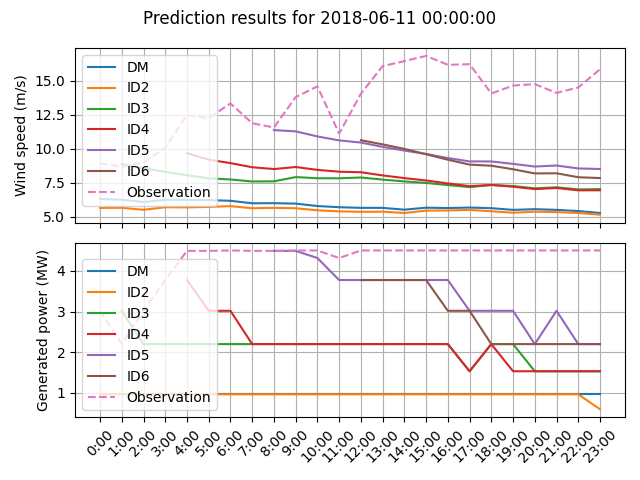 Prediction results for 2018-06-11 00:00:00
Wind speed (m/s)
15.0
12.5
10.0
7.5
5.0
DM
ID2
ID3
ID4
ID5
ID6
Observation
Generated power (MW)
4
3
2
1
DM
ID2
ID3
ID4
ID5
ID6
Observation
0:00 1:00 2:00 3:00 4:00 5:00 6:00 7:00 8:00 9:00 10:00 11:00 12:00 13:00 14:00 15:00 16:00 17:00 18:00 19:00 20:00 21:00 22:00 23:00